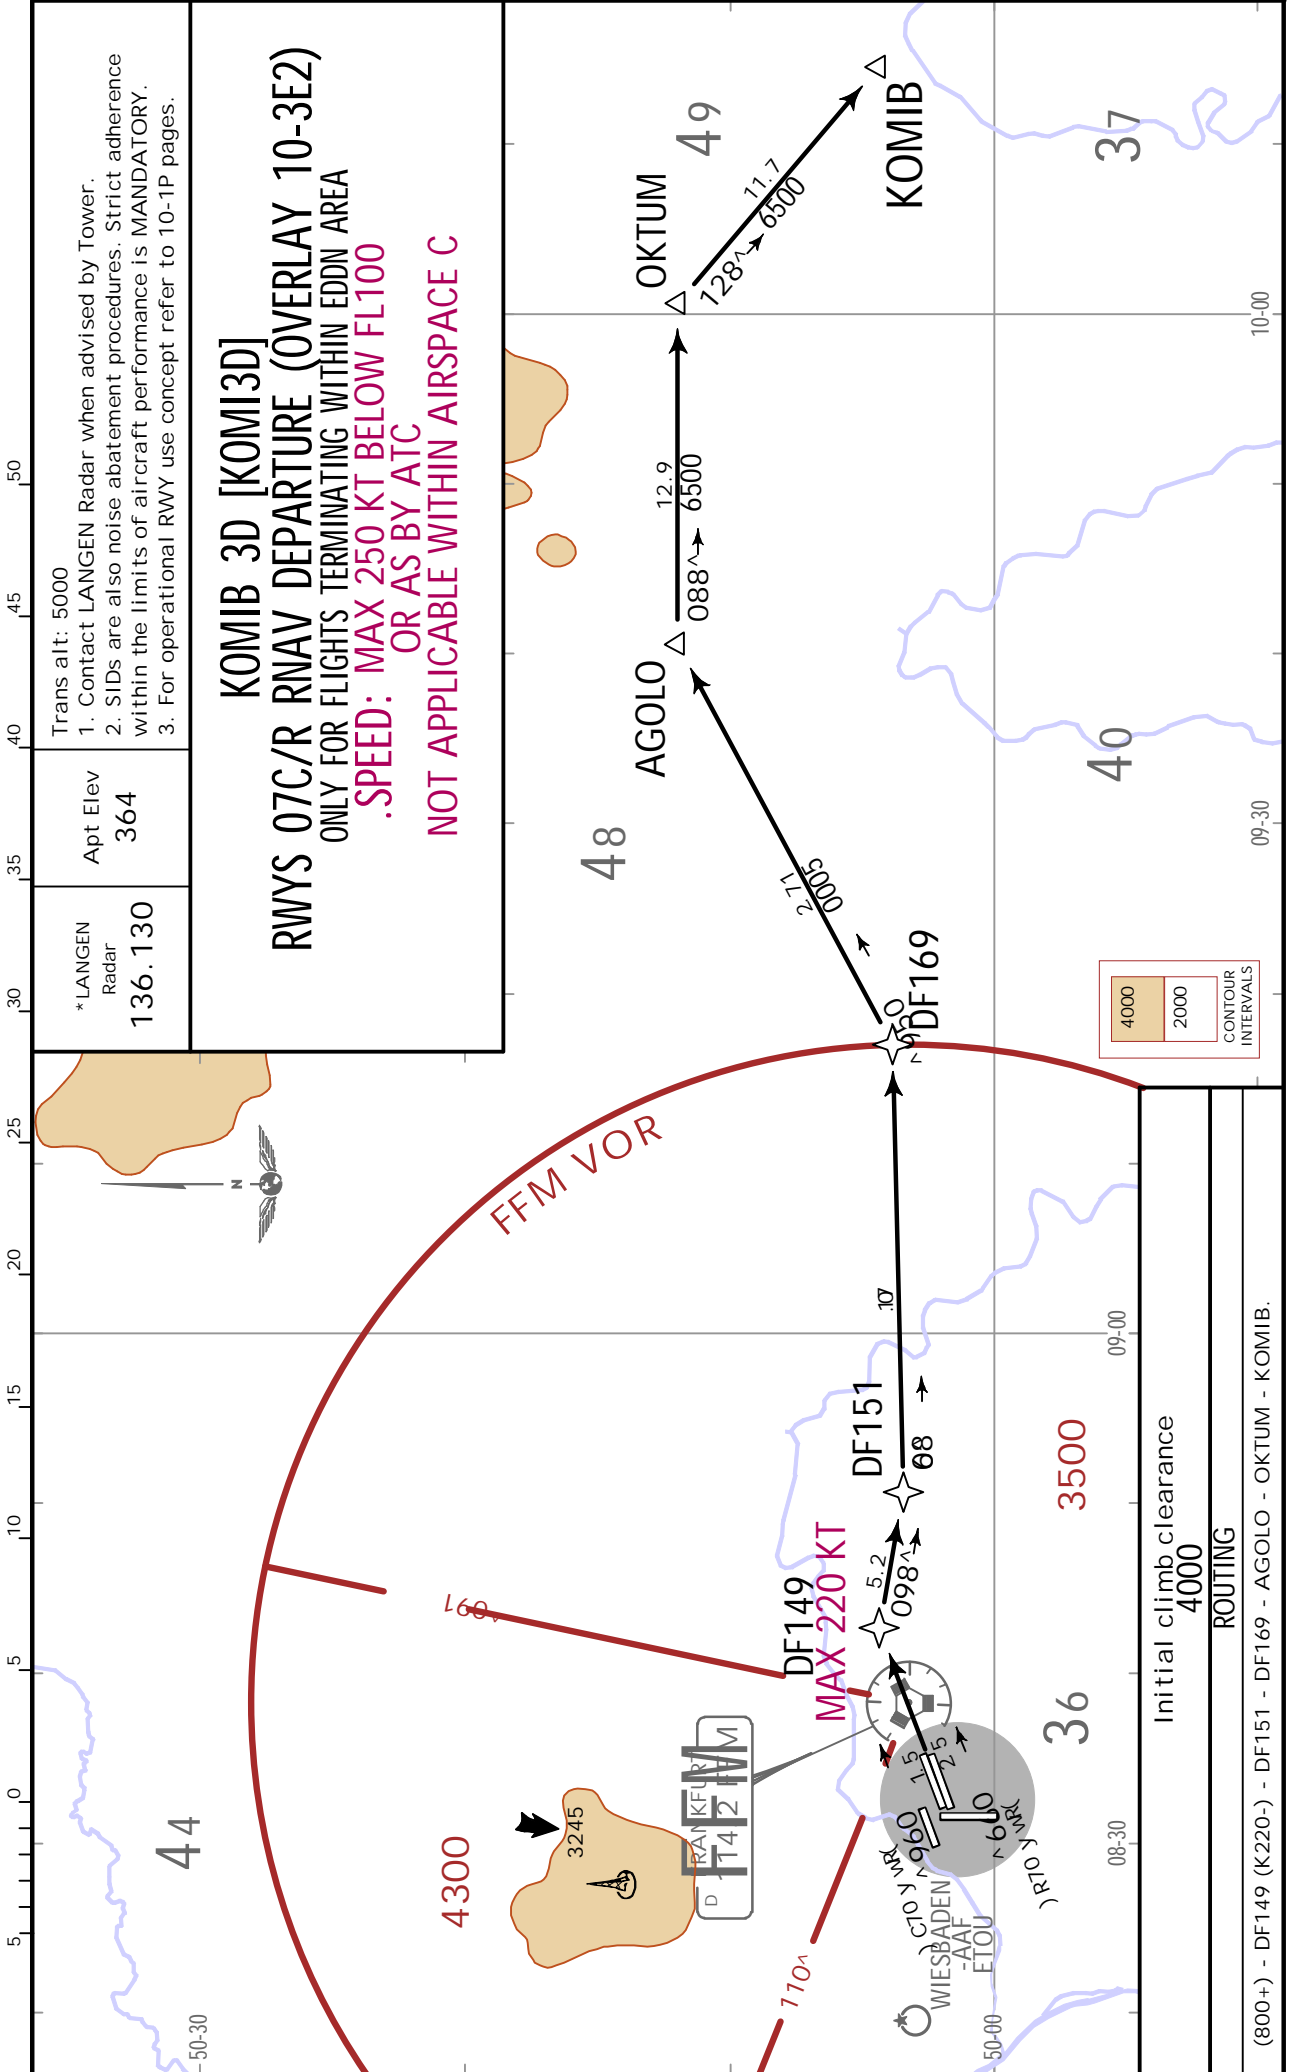 *LANGEN
Radar
136.130
Apt Elev
364
Trans alt: 5000
1. Contact LANGEN Radar when advised by Tower.
2. SIDs are also noise abatement procedures. Strict adherence
within the limits of aircraft performance is MANDATORY.
3. For operational RWY use concept refer to 10-1P pages.
KOMIB 3D [KOMI3D]
RWYS 07C/R RNAV DEPARTURE (OVERLAY 10-3E2)
ONLY FOR FLIGHTS TERMINATING WITHIN EDDN AREA
.SPEED: MAX 250 KT BELOW FL100
OR AS BY ATC
NOT APPLICABLE WITHIN AIRSPACE C
5
0
5
10
15
20
25
30
35
40
45
50
N
FFM VOR
44
48
49
4300
3245
FFM
D
AGOLO
OKTUM
KOMIB
12.9
088^
6500
11.7
128^
6500
2.71
DF169
DF151
DF149
MAX 220 KT
5.2
098^
110^
1.5
2.5
WIESBADEN
-AAF
ETOU
3500
36
40
37
50-30
50-00
08-30
09-00
09-30
10-00
4000
2000
CONTOUR
INTERVALS
Initial climb clearance
4000
ROUTING
(800+) - DF149 (K220-) - DF151 - DF169 - AGOLO - OKTUM - KOMIB.